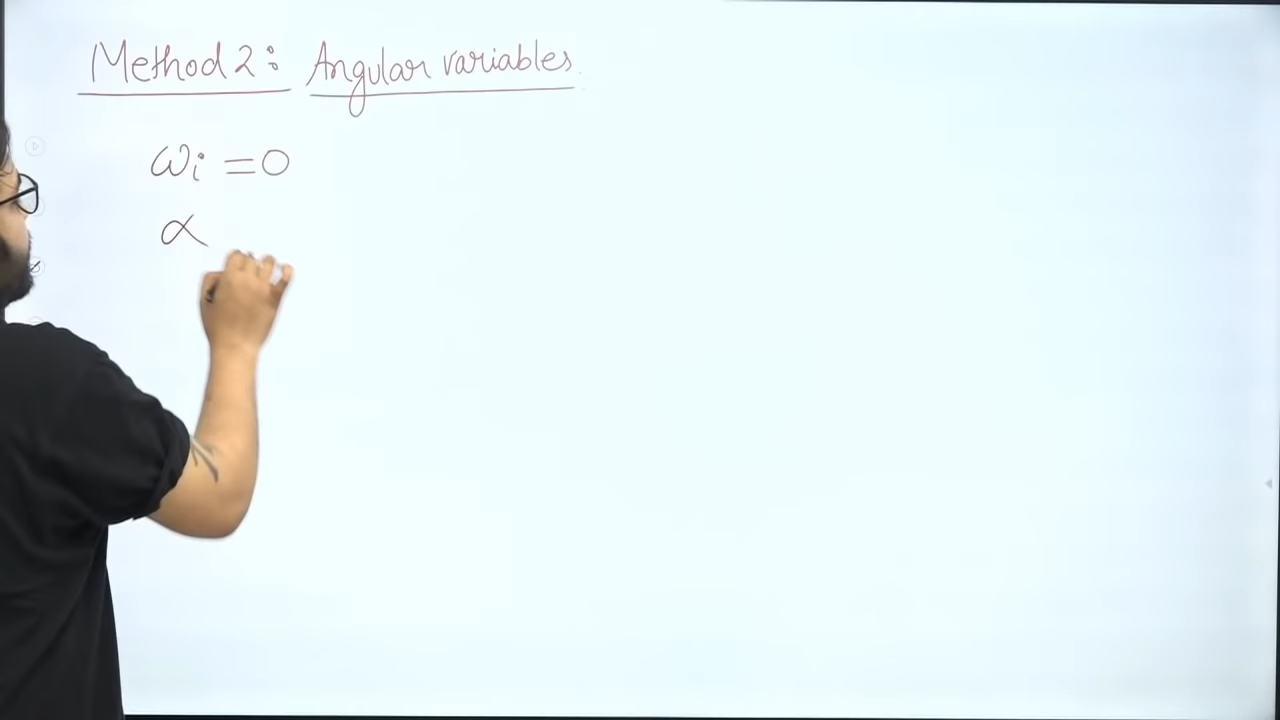 Method 2: Angular variables
ωi = 0
α